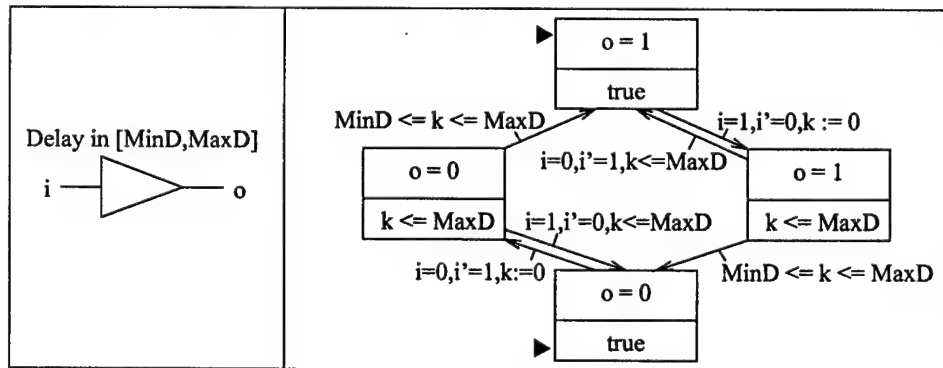 Delay in [MinD,MaxD]
i
o
o = 1
true
MinD <= k <= MaxD
i=1,i'=0,k := 0
i=0,i'=1,k<=MaxD
o = 0
k <= MaxD
o = 1
k <= MaxD
i=1,i'=0,k<=MaxD
i=0,i'=1,k:=0
MinD <= k <= MaxD
o = 0
true